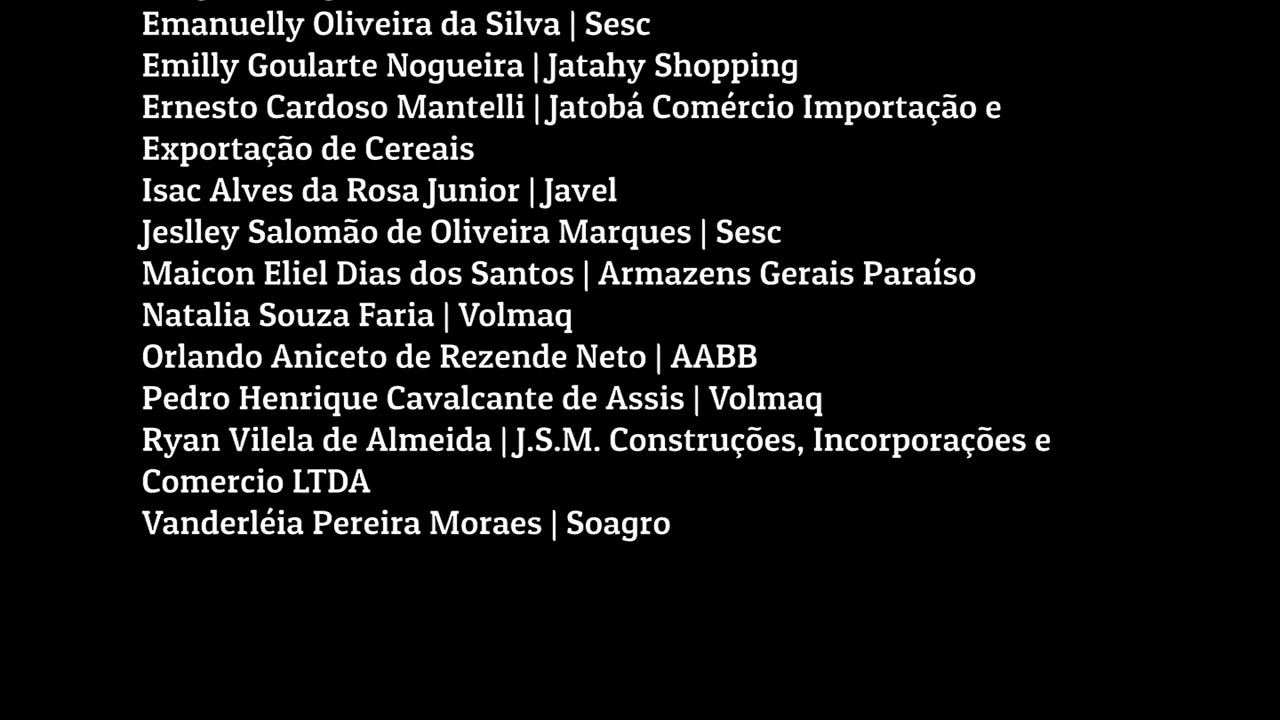 Emanuelly Oliveira da Silva | Sesc
Emilly Goularte Nogueira | Jatahy Shopping
Ernesto Cardoso Mantelli | Jatobá Comércio Importação e
Exportação de Cereais
Isac Alves da Rosa Junior | Javel
Jeslley Salomão de Oliveira Marques | Sesc
Maicon Eliel Dias dos Santos | Armazens Gerais Paraíso
Natalia Souza Faria | Volmaq
Orlando Aniceto de Rezende Neto | AABB
Pedro Henrique Cavalcante de Assis | Volmaq
Ryan Vilela de Almeida | J.S.M. Construções, Incorporações e
Comercio LTDA
Vanderléia Pereira Moraes | Soagro